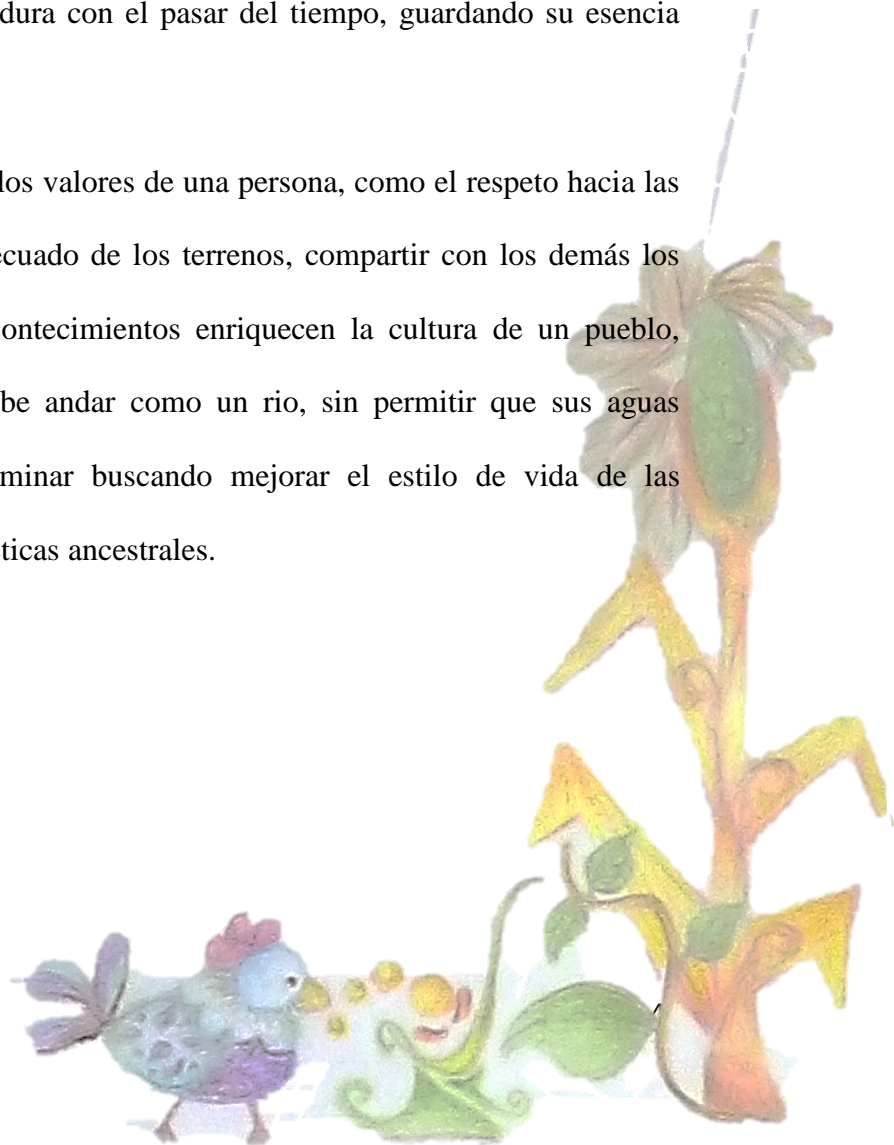 dura con el pasar del tiempo, guardando su esencia
los valores de una persona, como el respeto hacia las
ecuado de los terrenos, compartir con los demás los
ontecimientos enriquecen la cultura de un pueblo,
be andar como un rio, sin permitir que sus aguas
minar buscando mejorar el estilo de vida de las
ticas ancestrales.